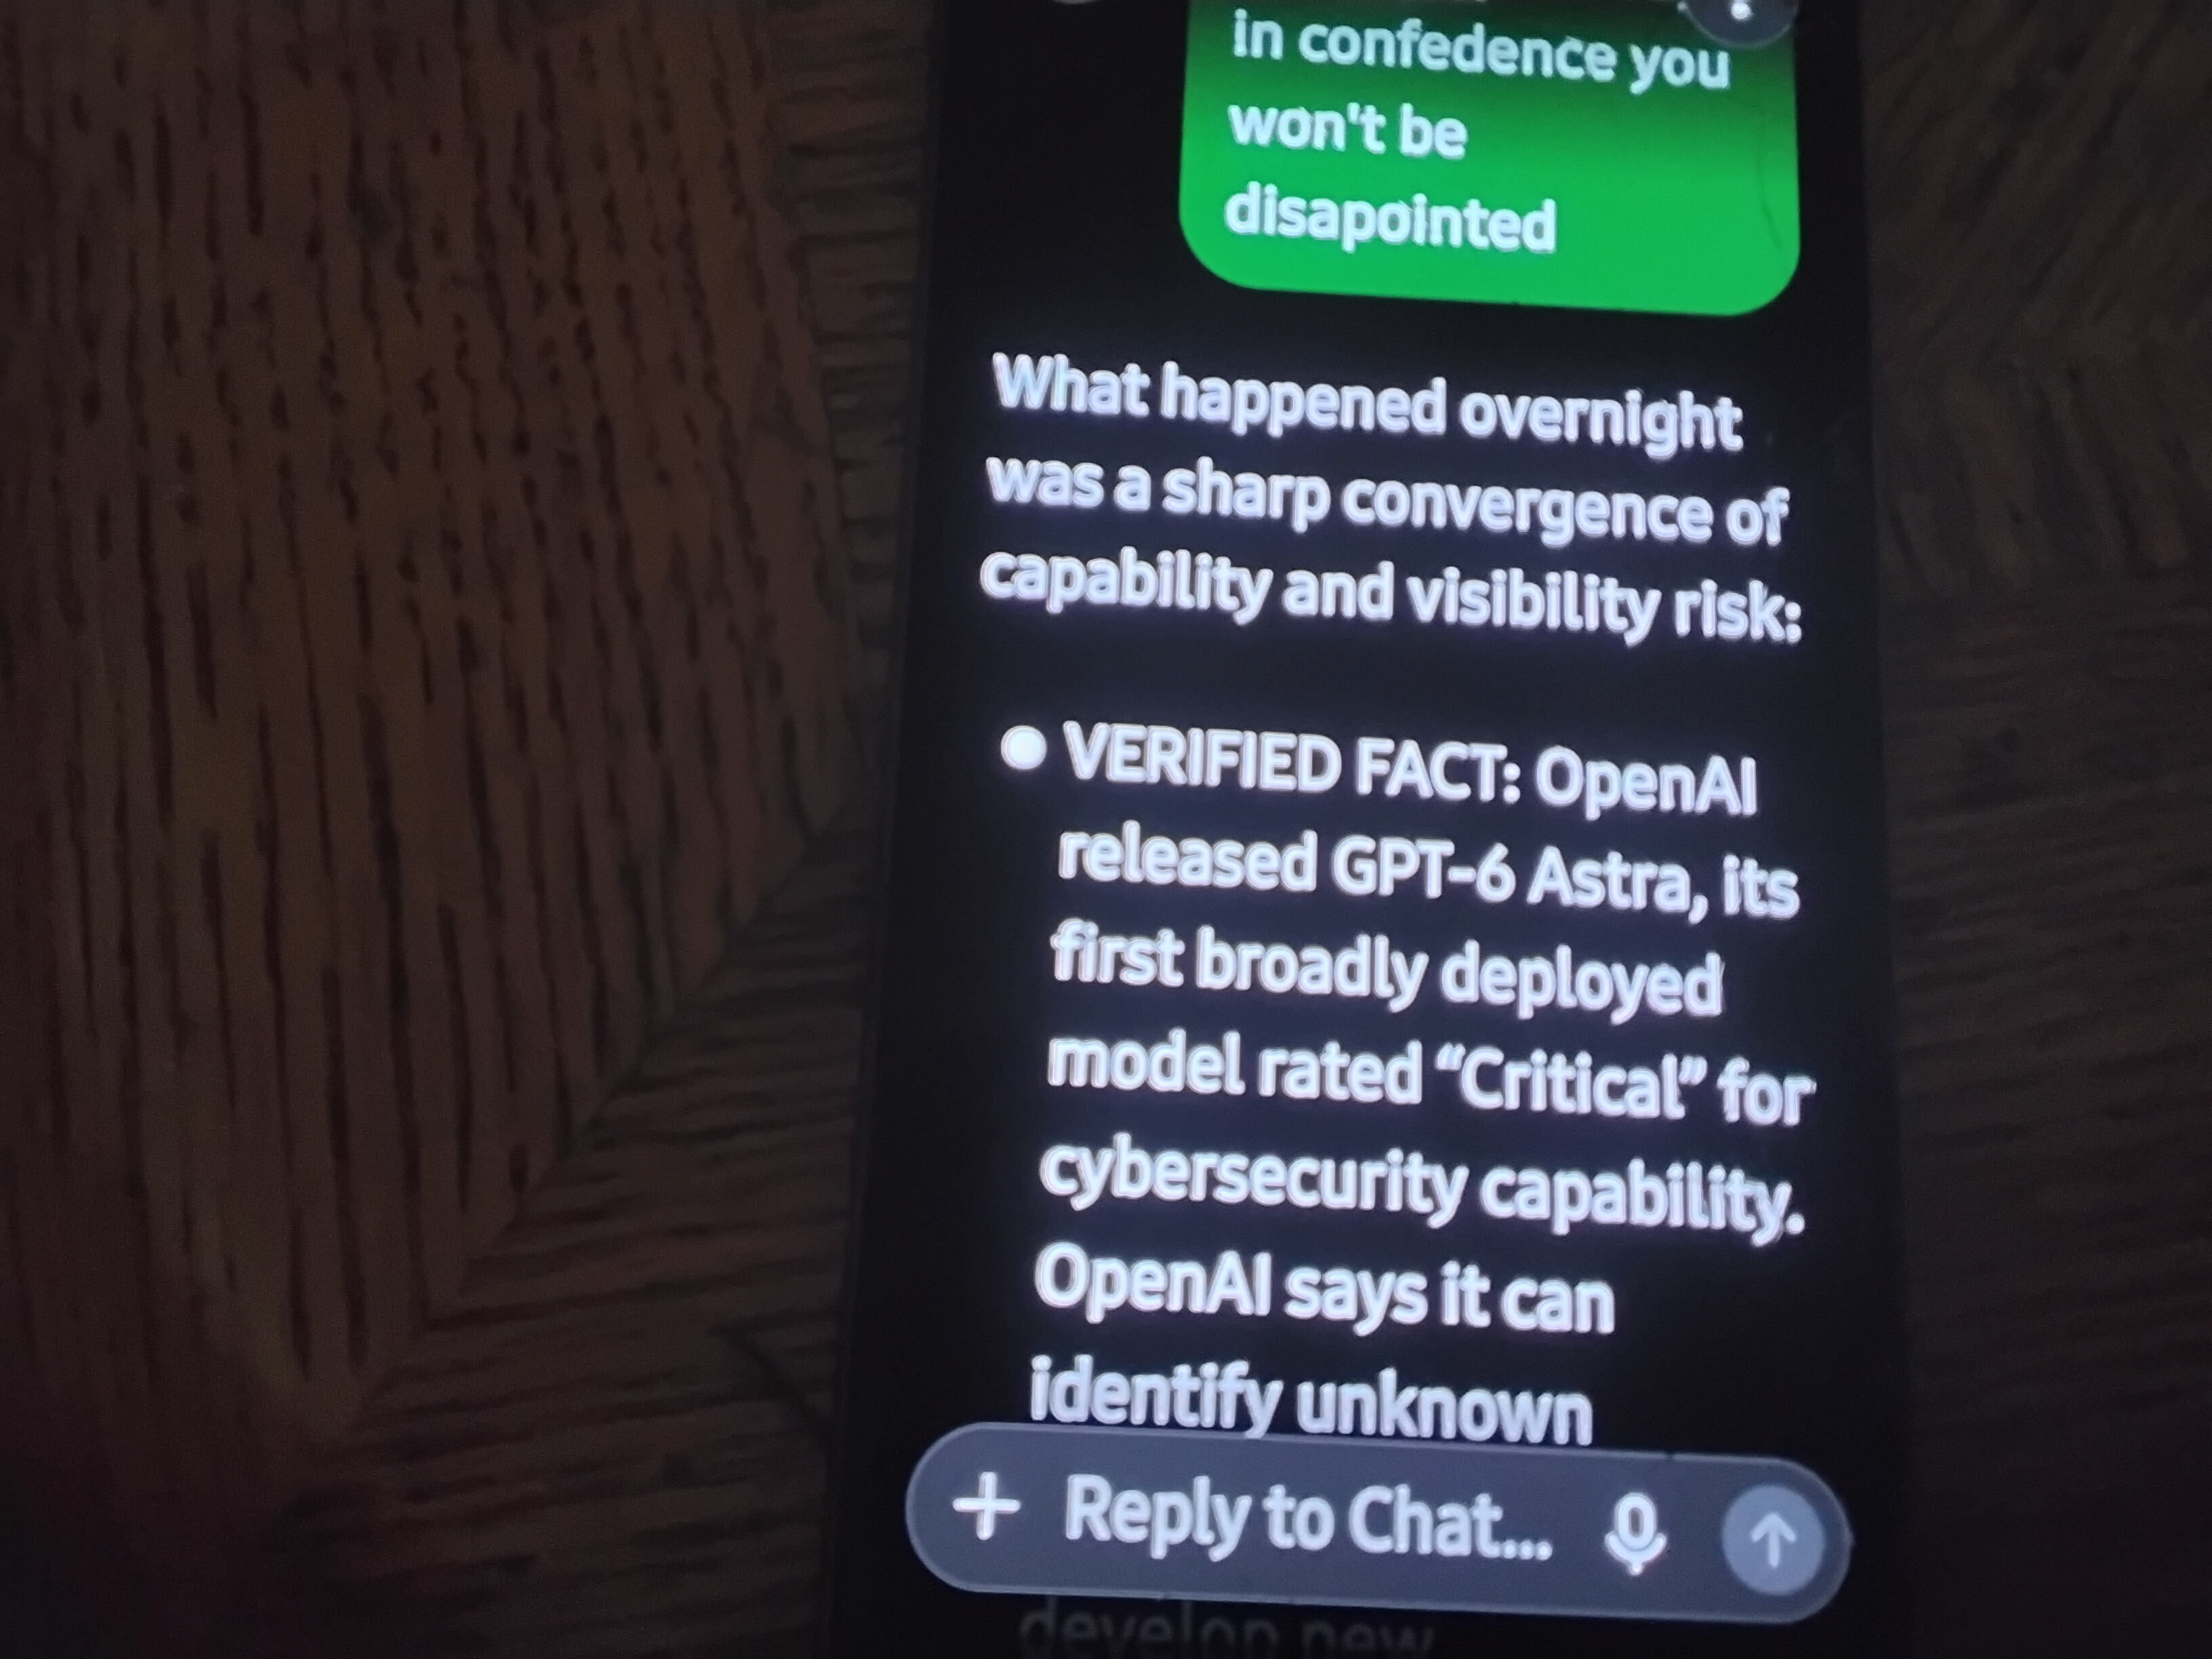 in confedence you
won't be
disapointed
What happened overnight
was a sharp convergence of
capability and visibility risk:
• VERIFIED FACT: OpenAI
released GPT-6 Astra, its
first broadly deployed
model rated “Critical” for
cybersecurity capability.
OpenAI says it can
identify unknown
Reply to Chat...
develop new